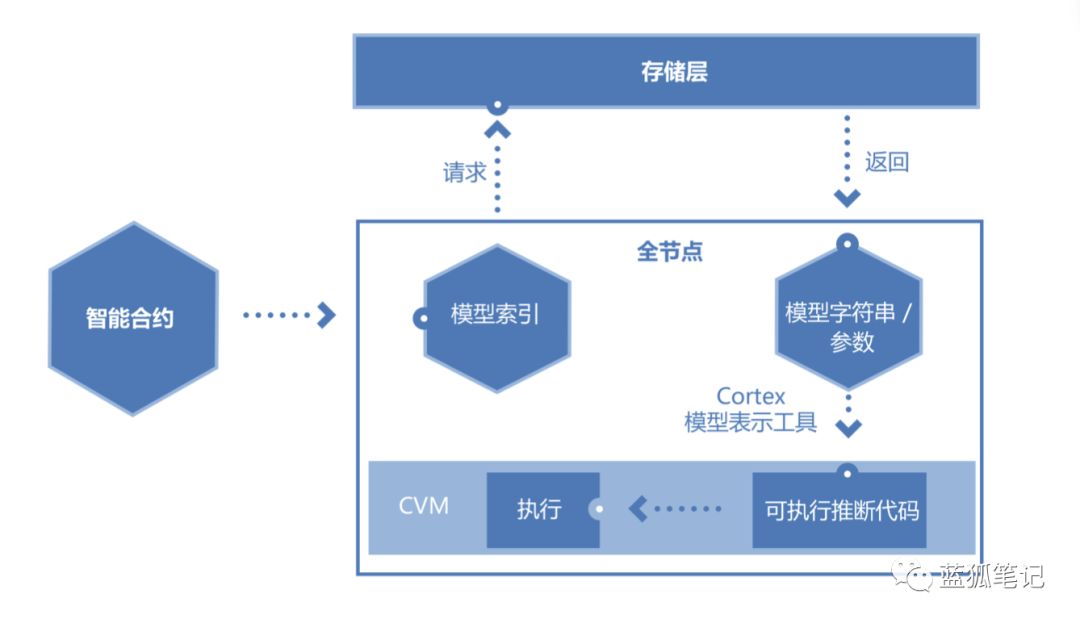 存储层
请求
返回
全节点
智能合约
模型索引
模型字符串 /
参数
Cortex
模型表示工具
CVM
执行
可执行推断代码
蓝狐笔记